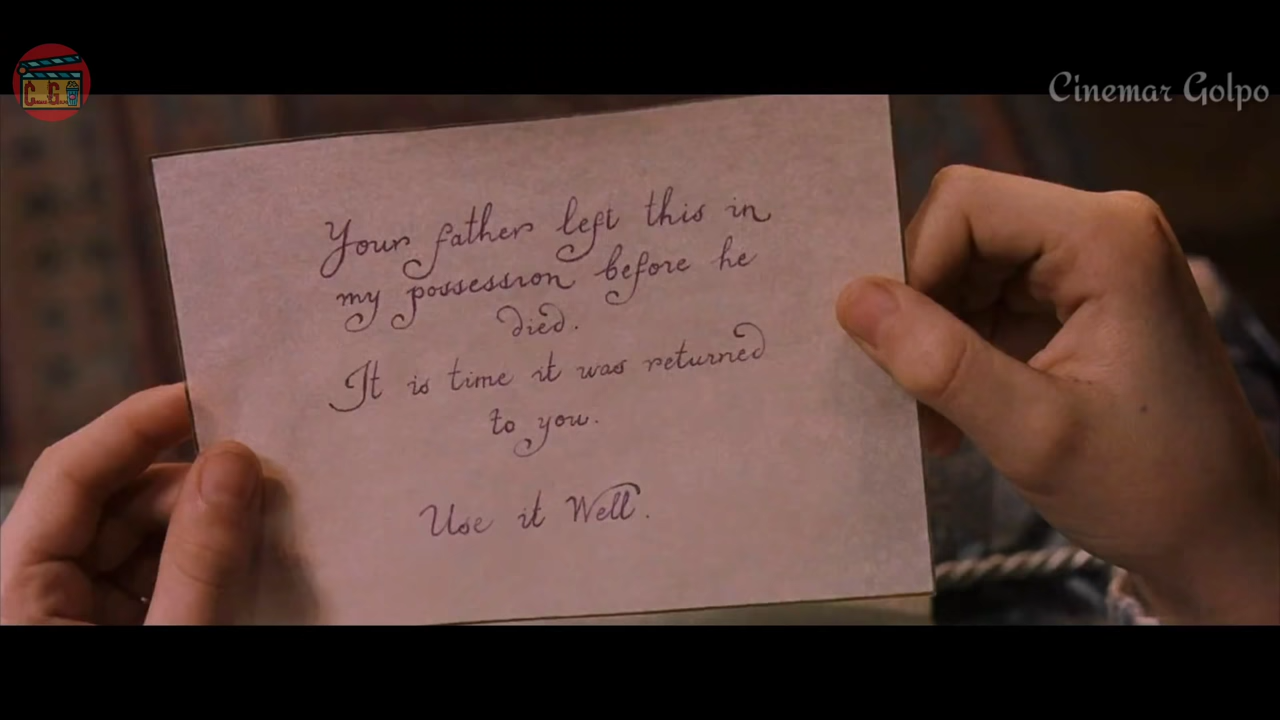 Cinemar Golpo
Your father left this in
my possession before he
died.
It is time it was returned
to you.
Use it Well.